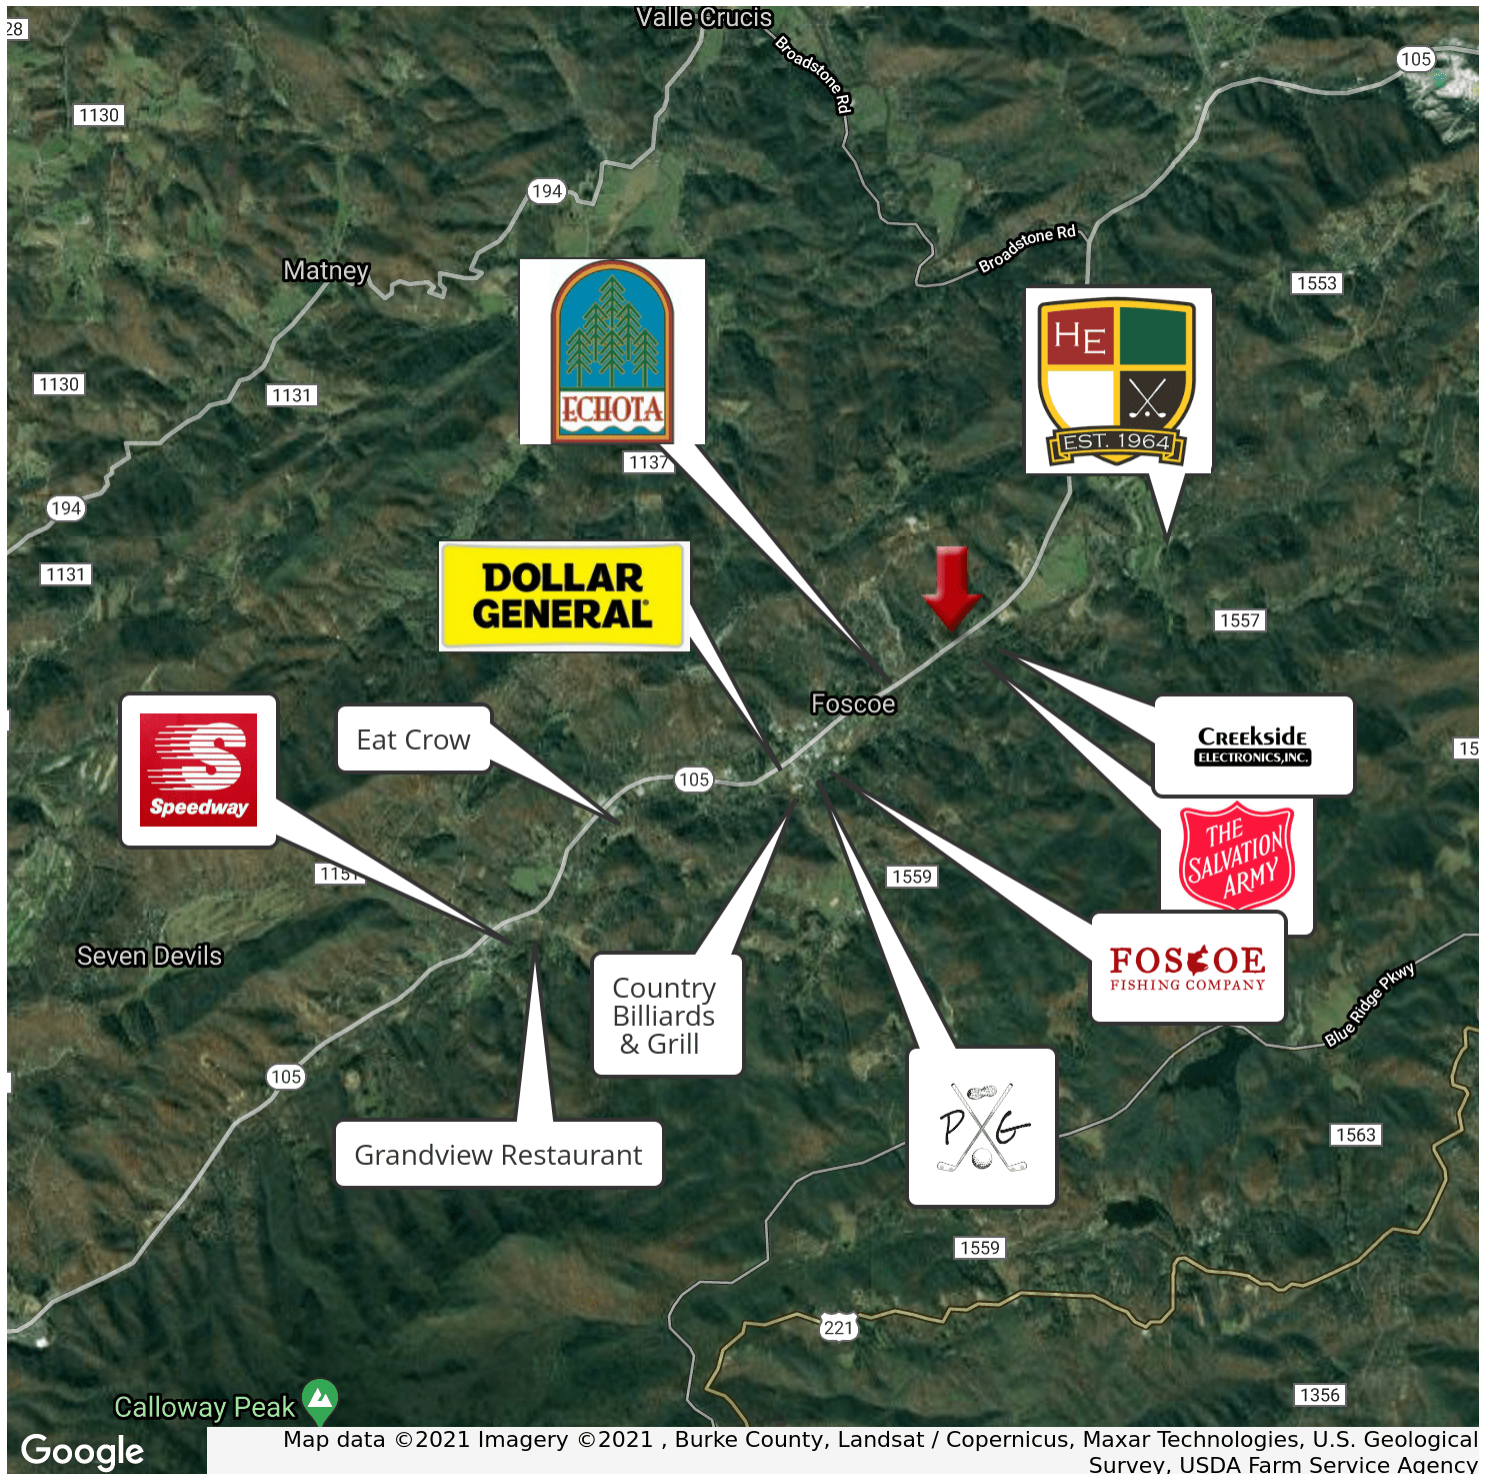 Valle Crucis
28
Broadstone Rd
105
1130
194
Broadstone Rd
Matney
1553
HE
EST. 1964
ECHOTA
1130
1131
1137
194
DOLLAR
GENERAL
1131
1557
Foscoe
Speedway
Eat Crow
105
Creekside
ELECTRONICS, INC.
15
THE
SALVATION
ARMY
1151
1559
Seven Devils
FOSCOE
FISHING COMPANY
Country
Billiards
& Grill
Blue Ridge Pkwy
105
P G
Grandview Restaurant
1563
1559
221
1356
Calloway Peak
Google
Map data ©2021 Imagery ©2021 , Burke County, Landsat / Copernicus, Maxar Technologies, U.S. Geological
Survey, USDA Farm Service Agency